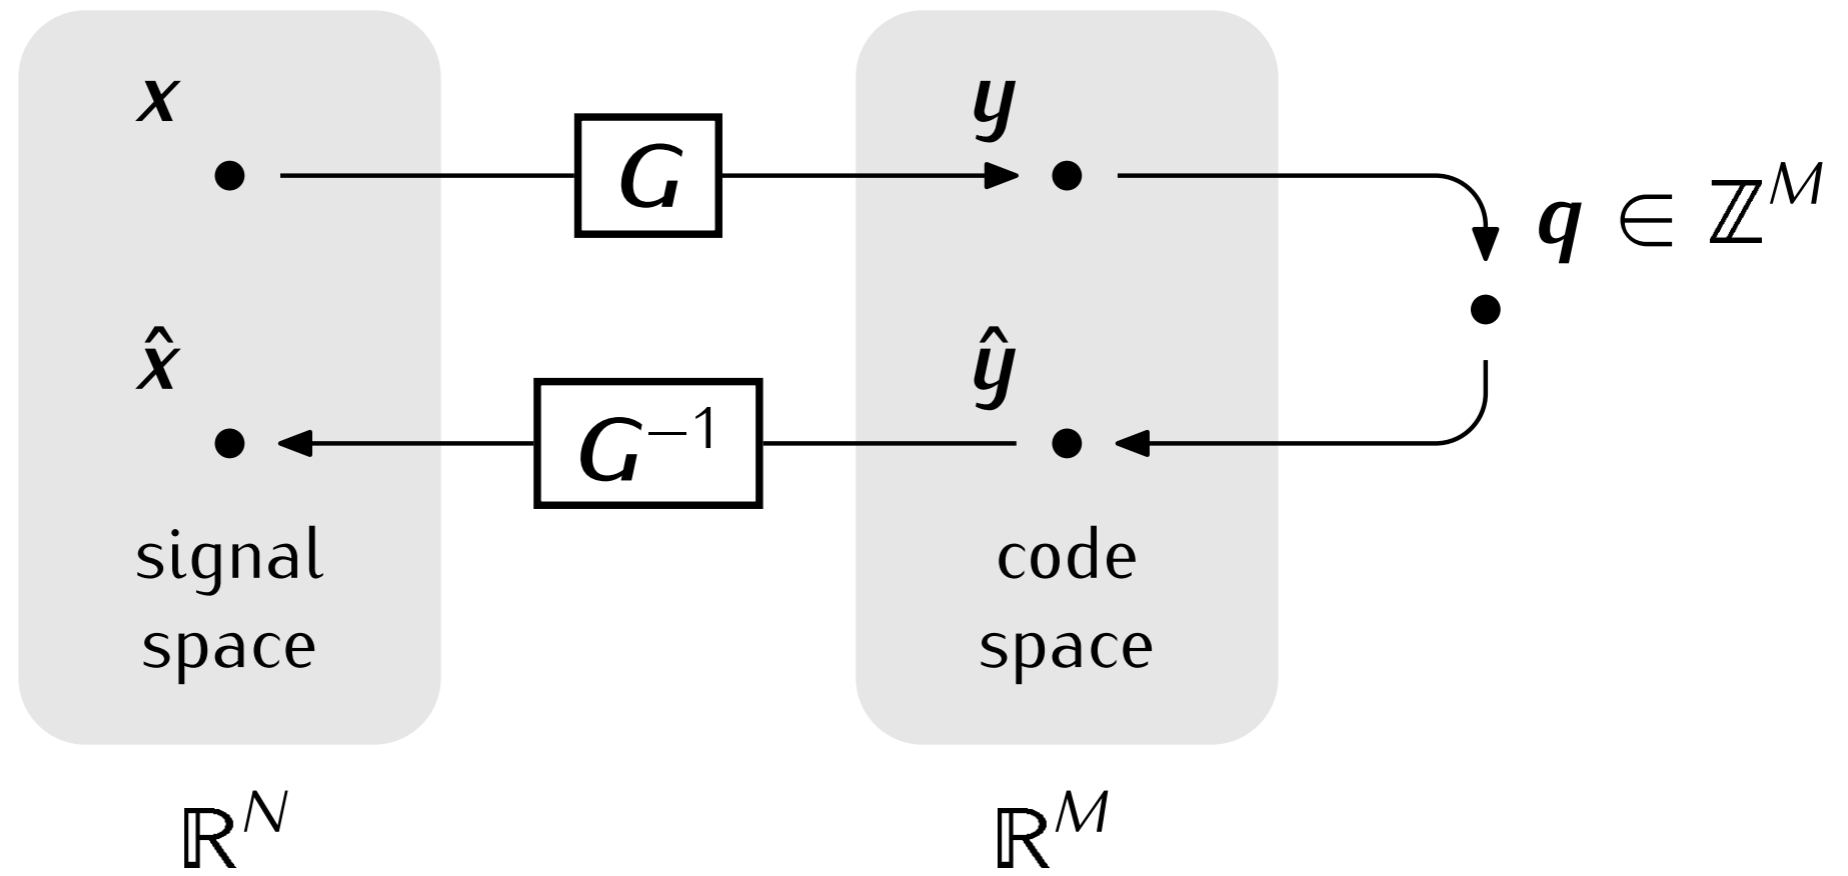 x
G
y
q ∈ ℤ^M
x̂
G^{−1}
ŷ
signal
space
code
space
ℝ^N
ℝ^M